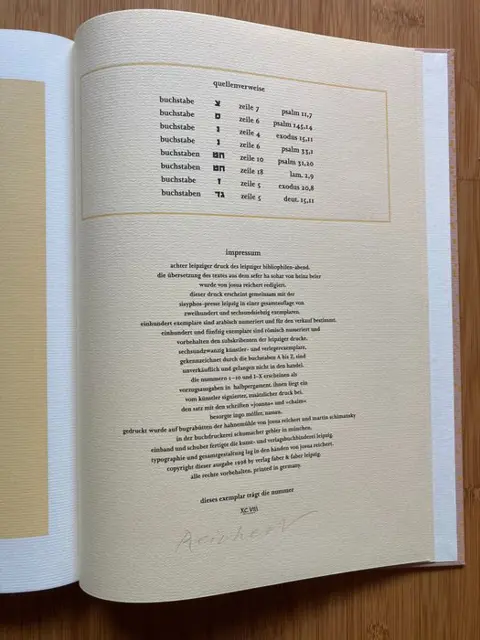 quellenverweise
buchstabe צ zeile 7 psalm 11,7
buchstabe ס zeile 6 psalm 145,14
buchstabe נ zeile 4 exodus 15,11
buchstabe נ zeile 6 psalm 33,1
buchstaben חט zeile 10 psalm 31,20
buchstaben חט zeile 18 lam. 2,9
buchstabe ז zeile 5 exodus 20,8
buchstaben גד zeile 5 deut. 15,11
impressum
achter leipziger druck des leipziger bibliophilen-abend.
die übersetzung des textes aus dem sefer ha sohar von heinz beier
wurde von josua reichert redigiert.
dieser druck erscheint gemeinsam mit der
sisyphos-presse leipzig in einer gesamtauflage von
zweihundert und sechsundsiebzig exemplaren.
einhundert exemplare sind arabisch numeriert und für den verkauf bestimmt.
einhundert und fünfzig exemplare sind römisch numeriert und
vorbehalten den subskribenten der leipziger drucke.
sechsundzwanzig künstler- und verlegerexemplare,
gekennzeichnet durch die buchstaben A bis Z, sind
unverkäuflich und gelangen nicht in den handel.
die nummern 1–10 und I–X erscheinen als
vorzugsausgaben in halbpergament. ihnen liegt ein
vom künstler signierter, zusätzlicher druck bei.
den satz mit den schriften »joanna« und »chaim«
besorgte ingo möller, nassau.
gedruckt wurde auf bugrabütten der hahnemühle von josua reichert und martin schimansky
in der buchdruckerei schumacher gebler in münchen.
einband und schuber fertigte die kunst- und verlagsbuchbinderei leipzig.
typographie und gesamtgestaltung lag in den händen von josua reichert.
copyright dieser ausgabe 1998 by verlag faber & faber leipzig.
alle rechte vorbehalten. printed in germany.
dieses exemplar trägt die nummer
XCVIII
Reichert